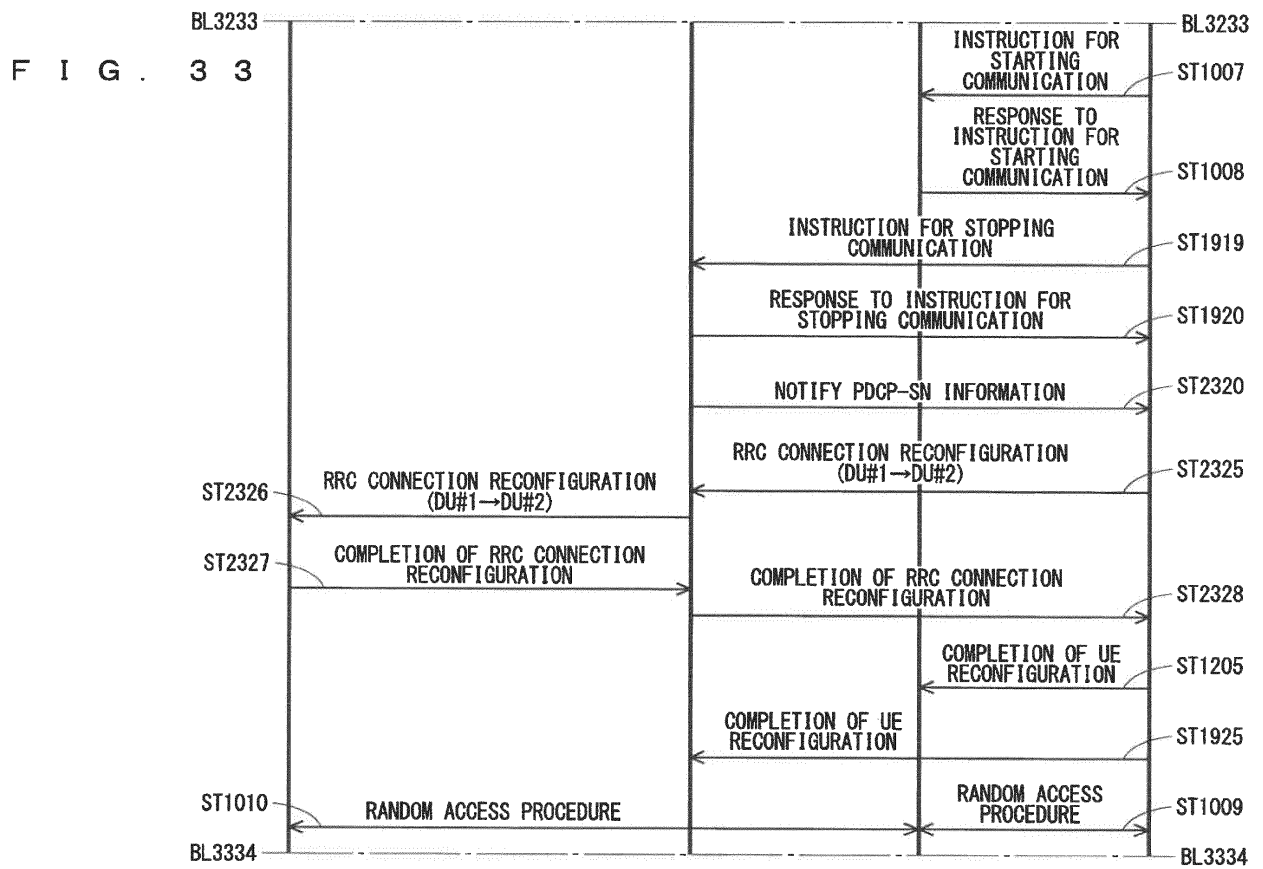 BL3233
BL3233
F I G . 3 3
INSTRUCTION FOR
STARTING
COMMUNICATION
ST1007
RESPONSE TO
INSTRUCTION FOR
STARTING
COMMUNICATION
ST1008
INSTRUCTION FOR STOPPING
COMMUNICATION
ST1919
RESPONSE TO INSTRUCTION FOR
STOPPING COMMUNICATION
ST1920
NOTIFY PDCP-SN INFORMATION
ST2320
RRC CONNECTION RECONFIGURATION
(DU#1→DU#2)
ST2325
ST2326
RRC CONNECTION RECONFIGURATION
(DU#1→DU#2)
ST2327
COMPLETION OF RRC CONNECTION
RECONFIGURATION
COMPLETION OF RRC CONNECTION
RECONFIGURATION
ST2328
COMPLETION OF UE
RECONFIGURATION
ST1205
COMPLETION OF UE
RECONFIGURATION
ST1925
ST1010
RANDOM ACCESS PROCEDURE
RANDOM ACCESS
PROCEDURE
ST1009
BL3334
BL3334